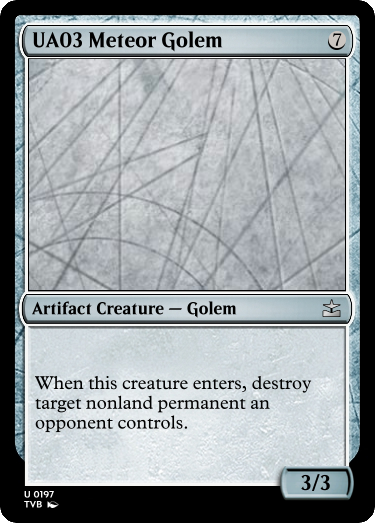 UA03 Meteor Golem
7
Artifact Creature — Golem
When this creature enters, destroy
target nonland permanent an
opponent controls.
3/3
U 0197
TVB